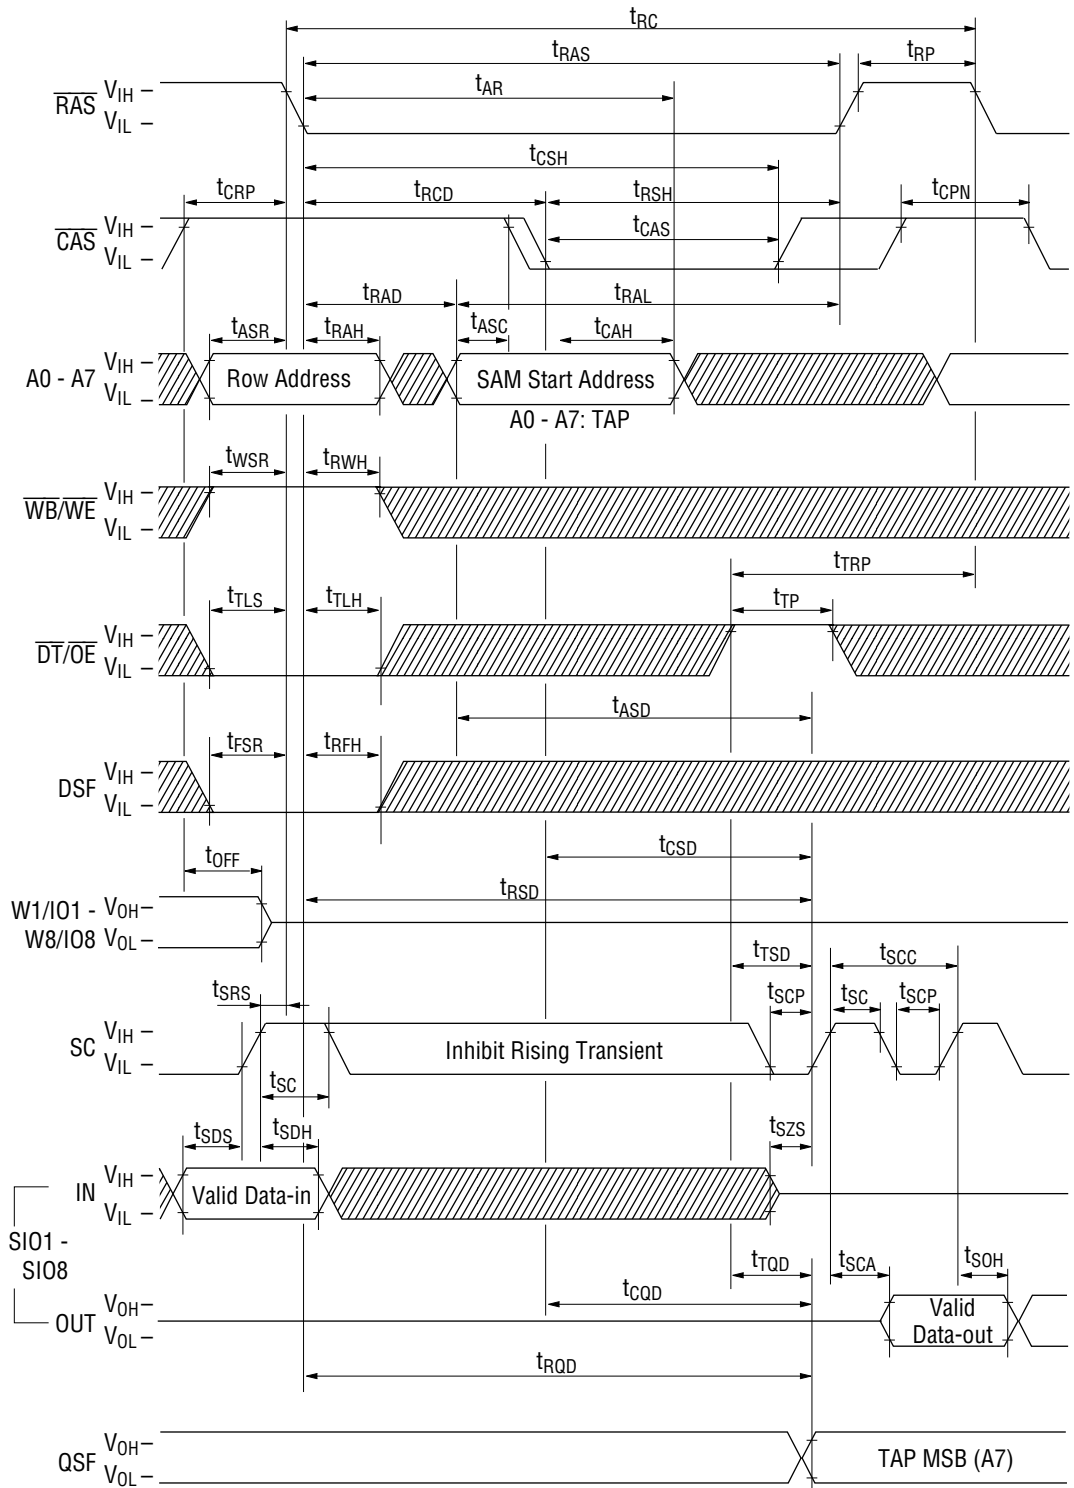 tRC
tRAS
tRP
tAR
RAS
VIH –
VIL –
tCSH
tCRP
tRCD
tRSH
tCPN
CAS
VIH –
VIL –
tCAS
tRAD
tRAL
tASR
tRAH
tASC
tCAH
A0 - A7
VIH –
VIL –
Row Address
SAM Start Address
A0 - A7: TAP
tWSR
tRWH
WB/WE
VIH –
VIL –
tTRP
tTLS
tTLH
tTP
DT/OE
VIH –
VIL –
tASD
tFSR
tRFH
DSF
VIH –
VIL –
tCSD
tOFF
tRSD
W1/IO1 -
W8/IO8
VOH –
VOL –
tTSD
tSCC
tSRS
tSCP
tSC
tSCP
SC
VIH –
VIL –
Inhibit Rising Transient
tSC
tSDS
tSDH
tSZS
IN
VIH –
VIL –
Valid Data-in
SIO1 -
SIO8
tTQD
tSCA
tSOH
tCQD
OUT
VOH –
VOL –
Valid
Data-out
tRQD
QSF
VOH –
VOL –
TAP MSB (A7)